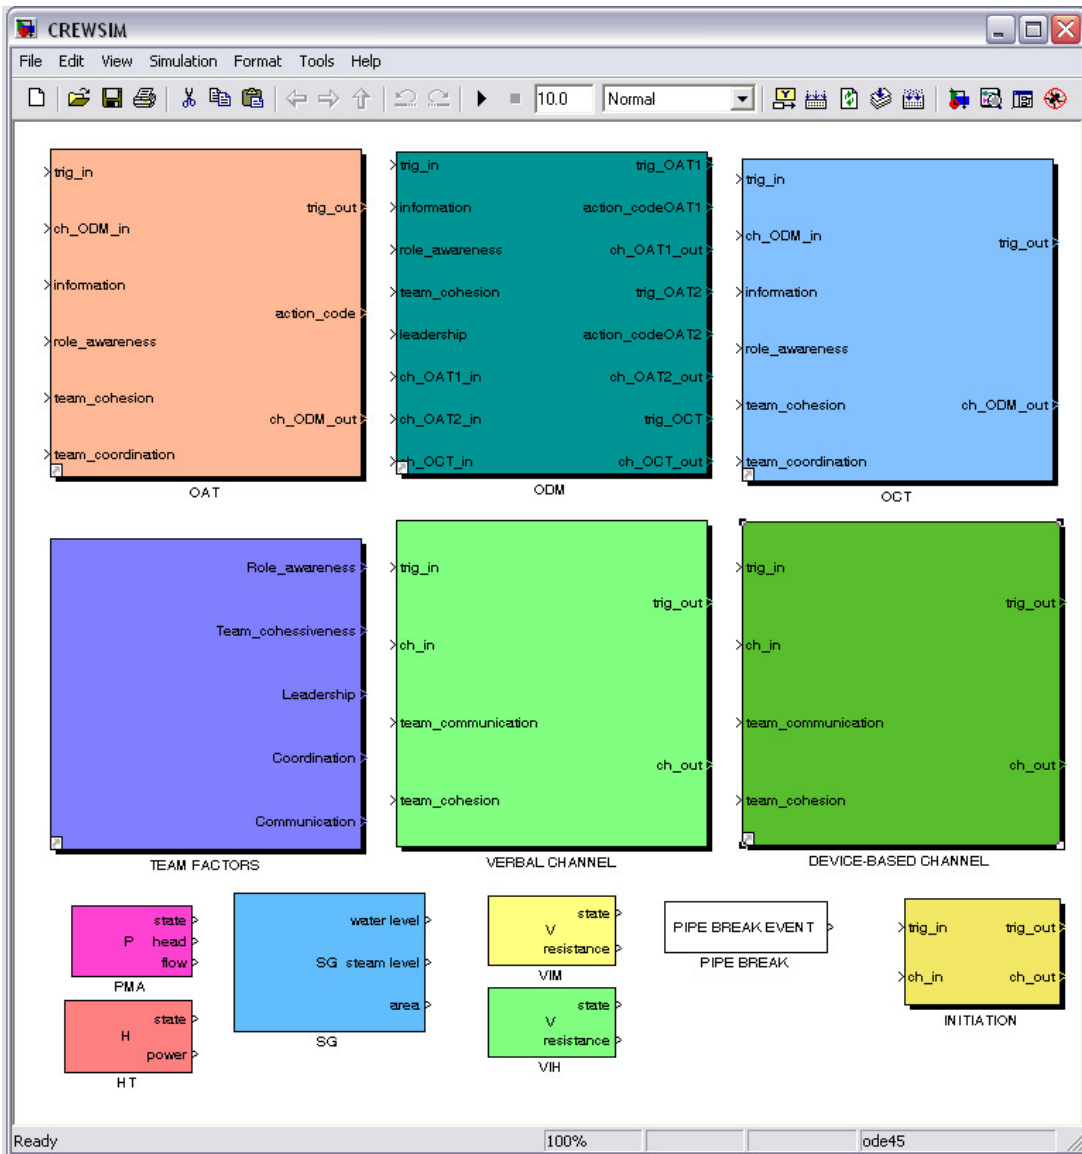 CREWSIM
File Edit View Simulation Format Tools Help
10.0 Normal
trig_in
ch_ODM_in
information
role_awareness
team_cohesion
team_coordination
trig_out
action_code
ch_ODM_out
OAT
trig_in
information
role_awareness
team_cohesion
leadership
ch_OAT1_in
ch_OAT2_in
ch_OCT_in
trig_OAT1
action_codeOAT1
ch_OAT1_out
trig_OAT2
action_codeOAT2
ch_OAT2_out
trig_OCT
ch_OCT_out
ODM
trig_in
ch_ODM_in
information
role_awareness
team_cohesion
team_coordination
trig_out
ch_ODM_out
OCT
Role_awareness
Team_cohessiveness
Leadership
Coordination
Communication
TEAM FACTORS
trig_in
ch_in
team_communication
team_cohesion
trig_out
ch_out
VERBAL CHANNEL
trig_in
ch_in
team_communication
team_cohesion
trig_out
ch_out
DEVICE-BASED CHANNEL
P
state
head
flow
PMA
H
state
power
HT
SG
water level
steam level
area
SG
V
state
resistance
VIM
V
state
resistance
VIH
PIPE BREAK EVENT
PIPE BREAK
trig_in
ch_in
trig_out
ch_out
INITIATION
Ready 100% ode45